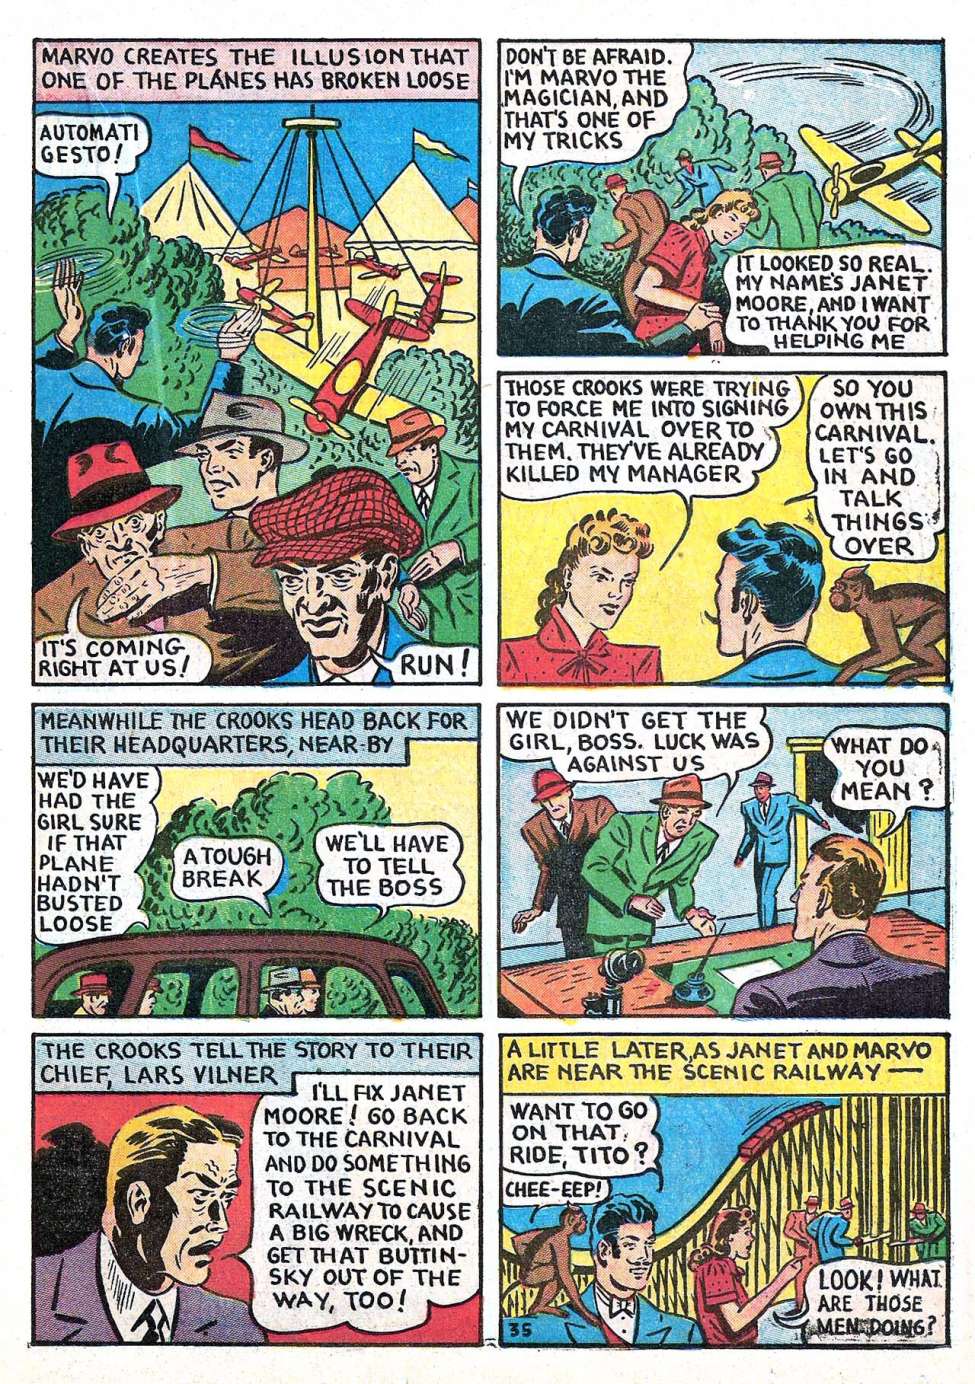 MARVO CREATES THE ILLUSION THAT
ONE OF THE PLANES HAS BROKEN LOOSE
AUTOMATI
GESTO!
IT'S COMING
RIGHT AT US!
RUN!
DON'T BE AFRAID.
I'M MARVO THE
MAGICIAN, AND
THAT'S ONE OF
MY TRICKS
IT LOOKED SO REAL.
MY NAME'S JANET
MOORE, AND I WANT
TO THANK YOU FOR
HELPING ME
THOSE CROOKS WERE TRYING
TO FORCE ME INTO SIGNING
MY CARNIVAL OVER TO
THEM. THEY'VE ALREADY
KILLED MY MANAGER
SO YOU
OWN THIS
CARNIVAL.
LET'S GO
IN AND
TALK
THINGS
OVER
MEANWHILE THE CROOKS HEAD BACK FOR
THEIR HEADQUARTERS, NEAR-BY
WE'D HAVE
HAD THE
GIRL SURE
IF THAT
PLANE
HADN'T
BUSTED
LOOSE
A TOUGH
BREAK
WE'LL HAVE
TO TELL
THE BOSS
WE DIDN'T GET THE
GIRL, BOSS. LUCK WAS
AGAINST US
WHAT DO
YOU
MEAN?
THE CROOKS TELL THE STORY TO THEIR
CHIEF, LARS VILNER
I'LL FIX JANET
MOORE! GO BACK
TO THE CARNIVAL
AND DO SOMETHING
TO THE SCENIC
RAILWAY TO CAUSE
A BIG WRECK, AND
GET THAT BUTTIN-
SKY OUT OF THE
WAY, TOO!
A LITTLE LATER, AS JANET AND MARVO
ARE NEAR THE SCENIC RAILWAY —
WANT TO GO
ON THAT
RIDE, TITO?
CHEE-EEP!
LOOK! WHAT
ARE THOSE
MEN DOING?
35